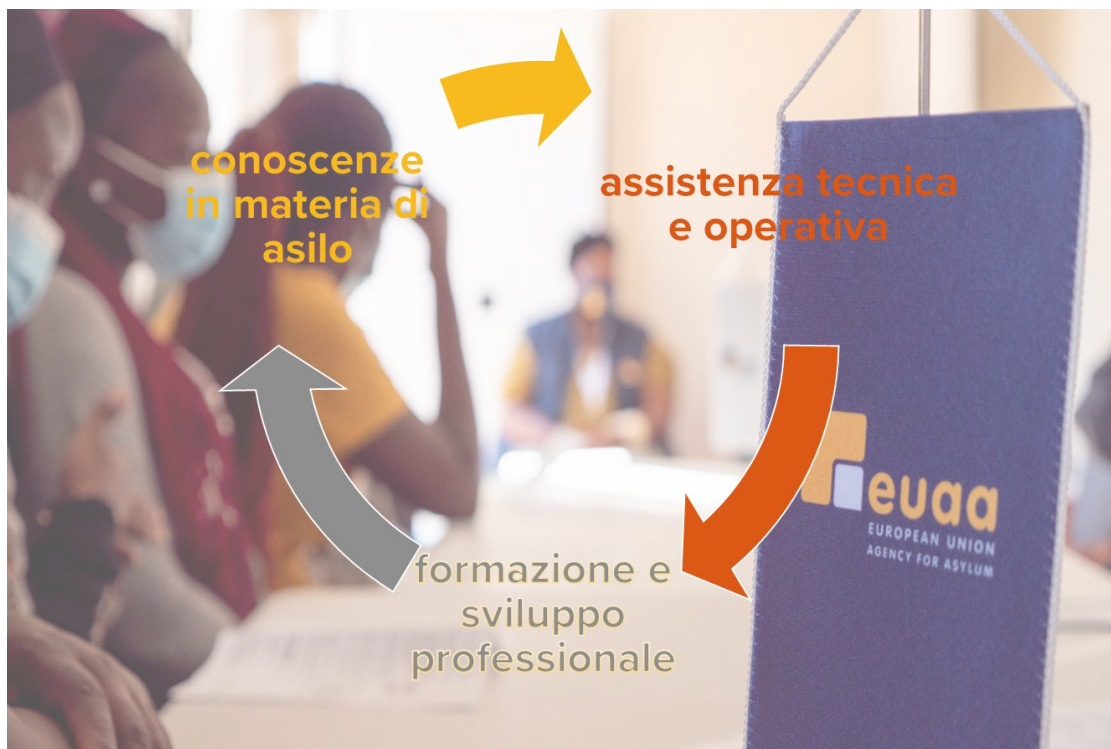 conoscenze
in materia di
asilo
assistenza tecnica
e operativa
formazione e
sviluppo
professionale
euaa
EUROPEAN UNION
AGENCY FOR ASYLUM